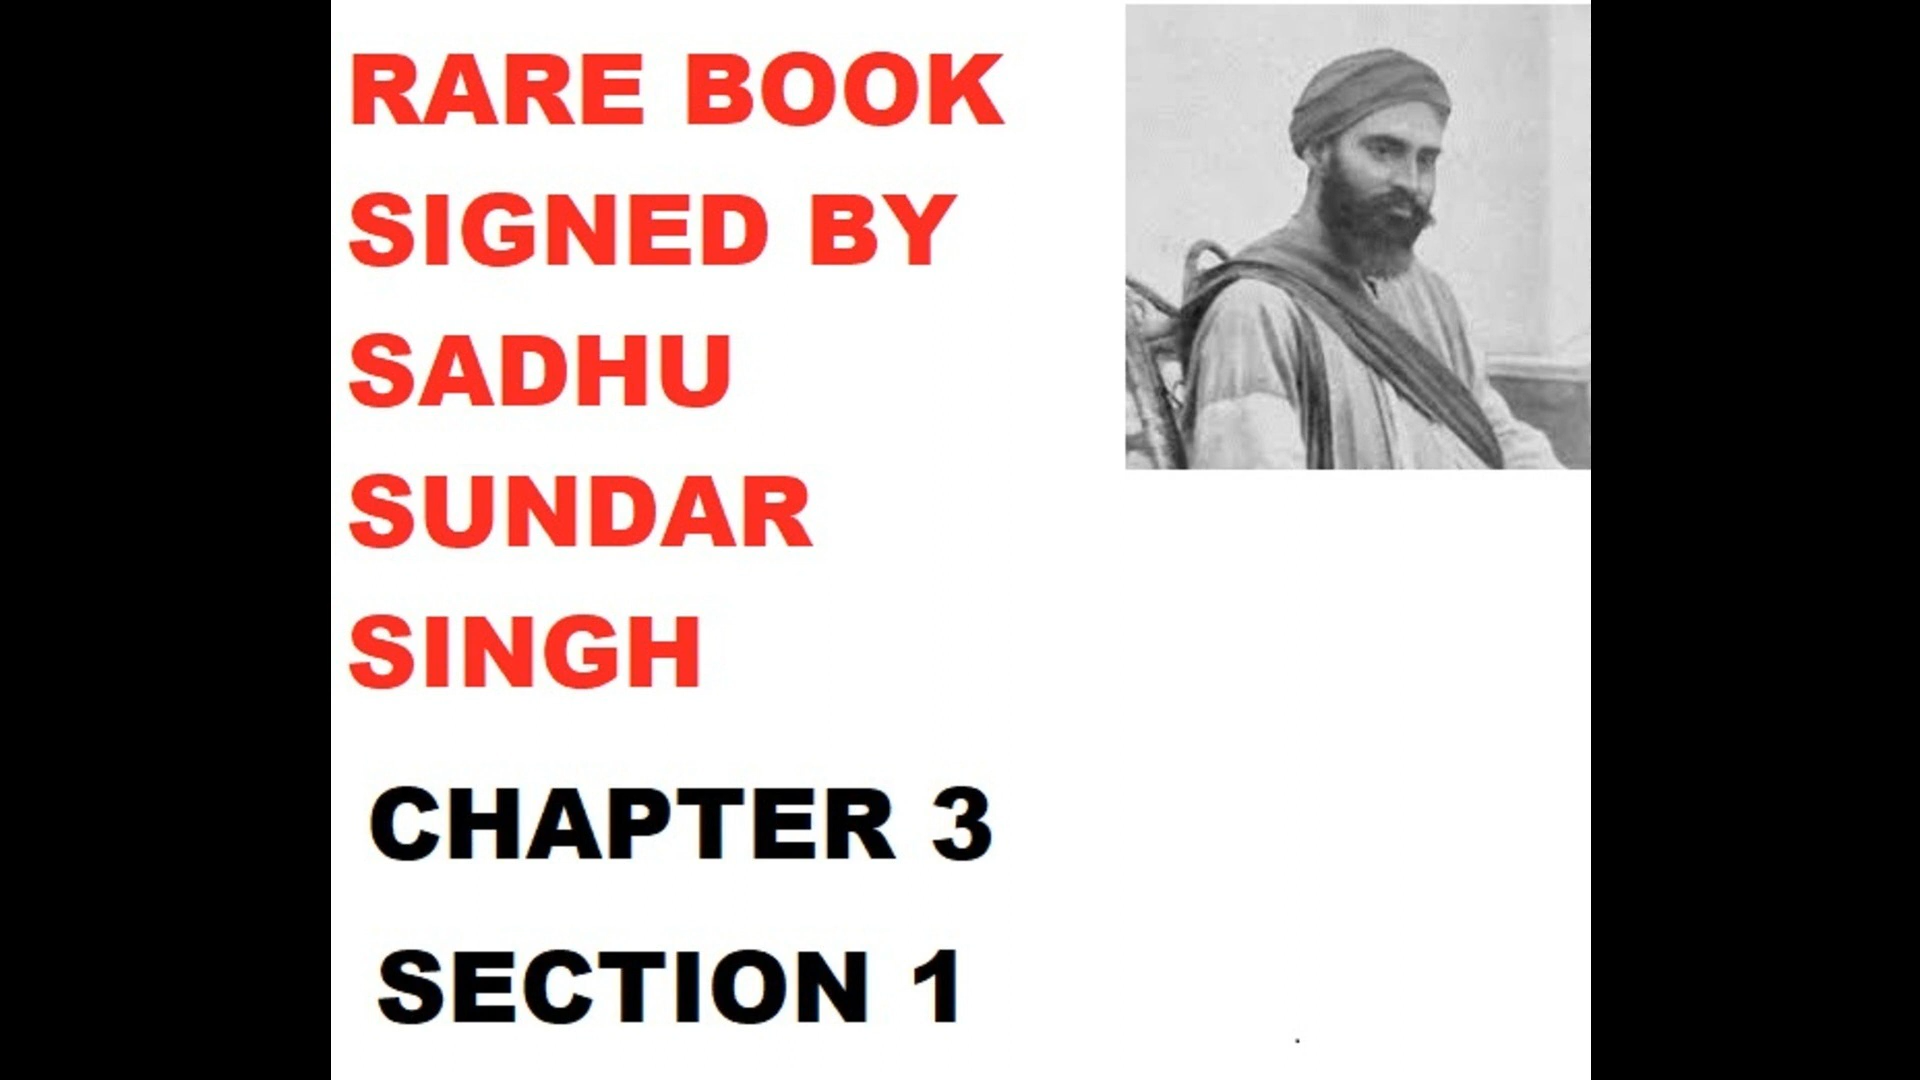 RARE BOOK
SIGNED BY
SADHU
SUNDAR
SINGH
CHAPTER 3
SECTION 1